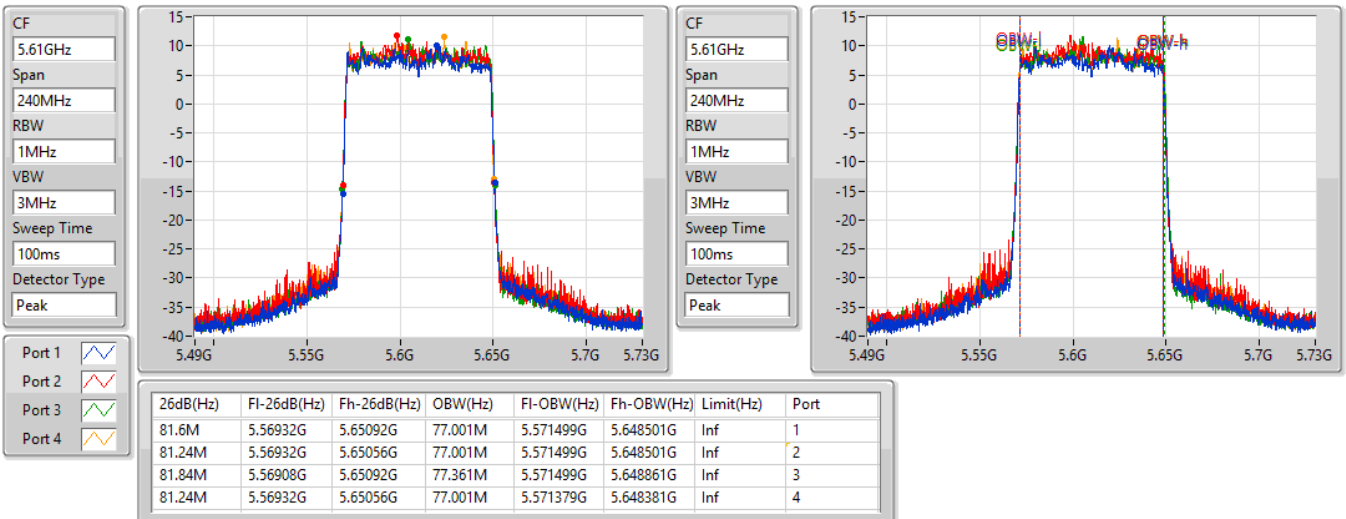 CF
5.61GHz
Span
240MHz
RBW
1MHz
VBW
3MHz
Sweep Time
100ms
Detector Type
Peak
15
10
5
0
-5
-10
-15
-20
-25
-30
-35
-40
5.49G 5.55G 5.6G 5.65G 5.7G 5.73G
CF
5.61GHz
Span
240MHz
RBW
1MHz
VBW
3MHz
Sweep Time
100ms
Detector Type
Peak
15
10
5
0
-5
-10
-15
-20
-25
-30
-35
-40
OBW-l OBW-h
5.49G 5.55G 5.6G 5.65G 5.7G 5.73G
Port 1
Port 2
Port 3
Port 4
26dB(Hz) Fl-26dB(Hz) Fh-26dB(Hz) OBW(Hz) Fl-OBW(Hz) Fh-OBW(Hz) Limit(Hz) Port
81.6M 5.56932G 5.65092G 77.001M 5.571499G 5.648501G Inf 1
81.24M 5.56932G 5.65056G 77.001M 5.571499G 5.648501G Inf 2
81.84M 5.56908G 5.65092G 77.361M 5.571499G 5.648861G Inf 3
81.24M 5.56932G 5.65056G 77.001M 5.571379G 5.648381G Inf 4